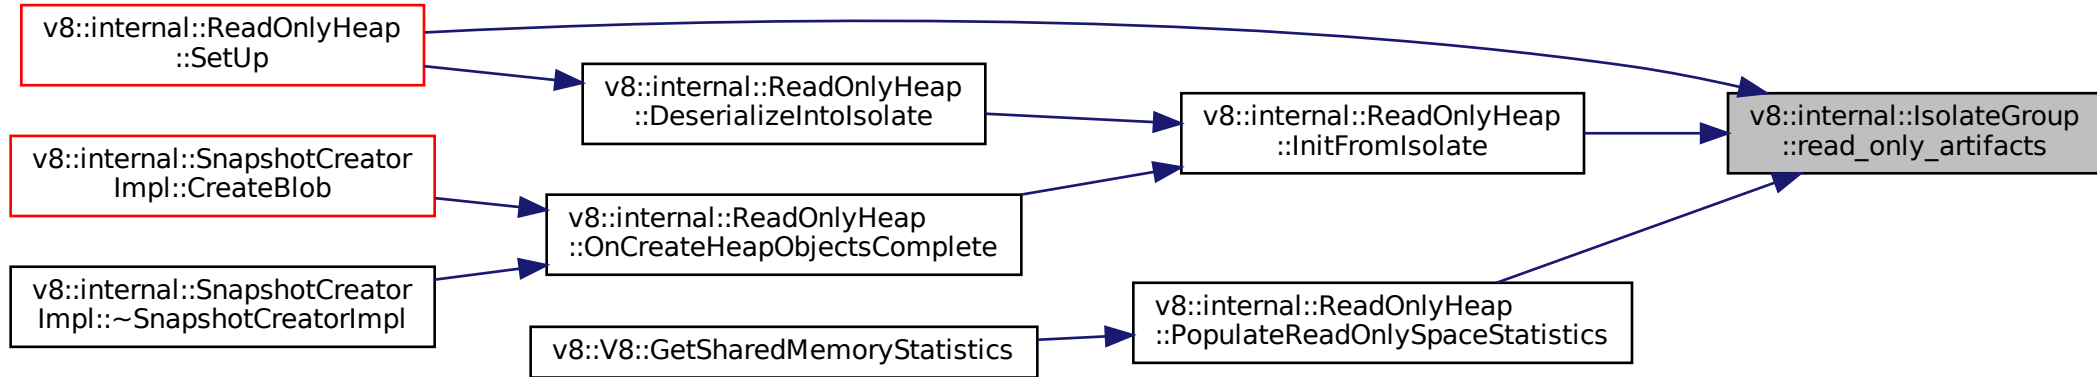 v8::internal::ReadOnlyHeap
::SetUp
v8::internal::ReadOnlyHeap
::DeserializeIntoIsolate
v8::internal::ReadOnlyHeap
::InitFromIsolate
v8::internal::IsolateGroup
::read_only_artifacts
v8::internal::SnapshotCreator
Impl::CreateBlob
v8::internal::ReadOnlyHeap
::OnCreateHeapObjectsComplete
v8::internal::SnapshotCreator
Impl::~SnapshotCreatorImpl
v8::internal::ReadOnlyHeap
::PopulateReadOnlySpaceStatistics
v8::V8::GetSharedMemoryStatistics